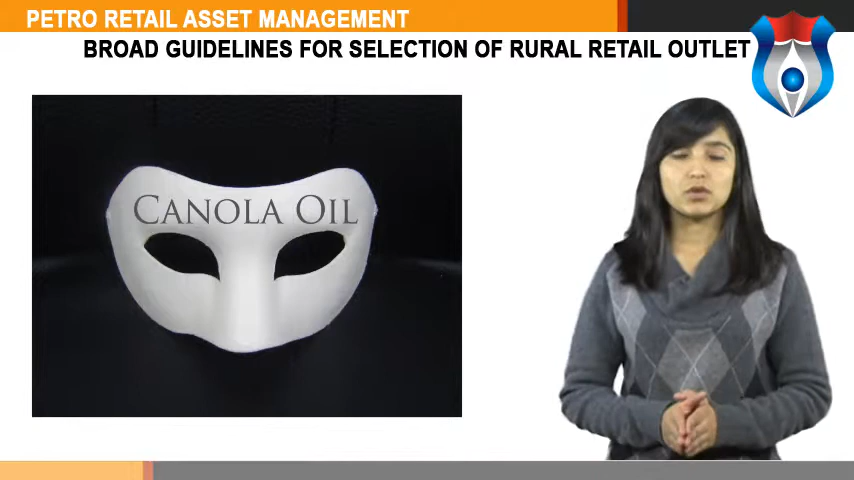 PETRO RETAIL ASSET MANAGEMENT
BROAD GUIDELINES FOR SELECTION OF RURAL RETAIL OUTLET
CANOLA OIL